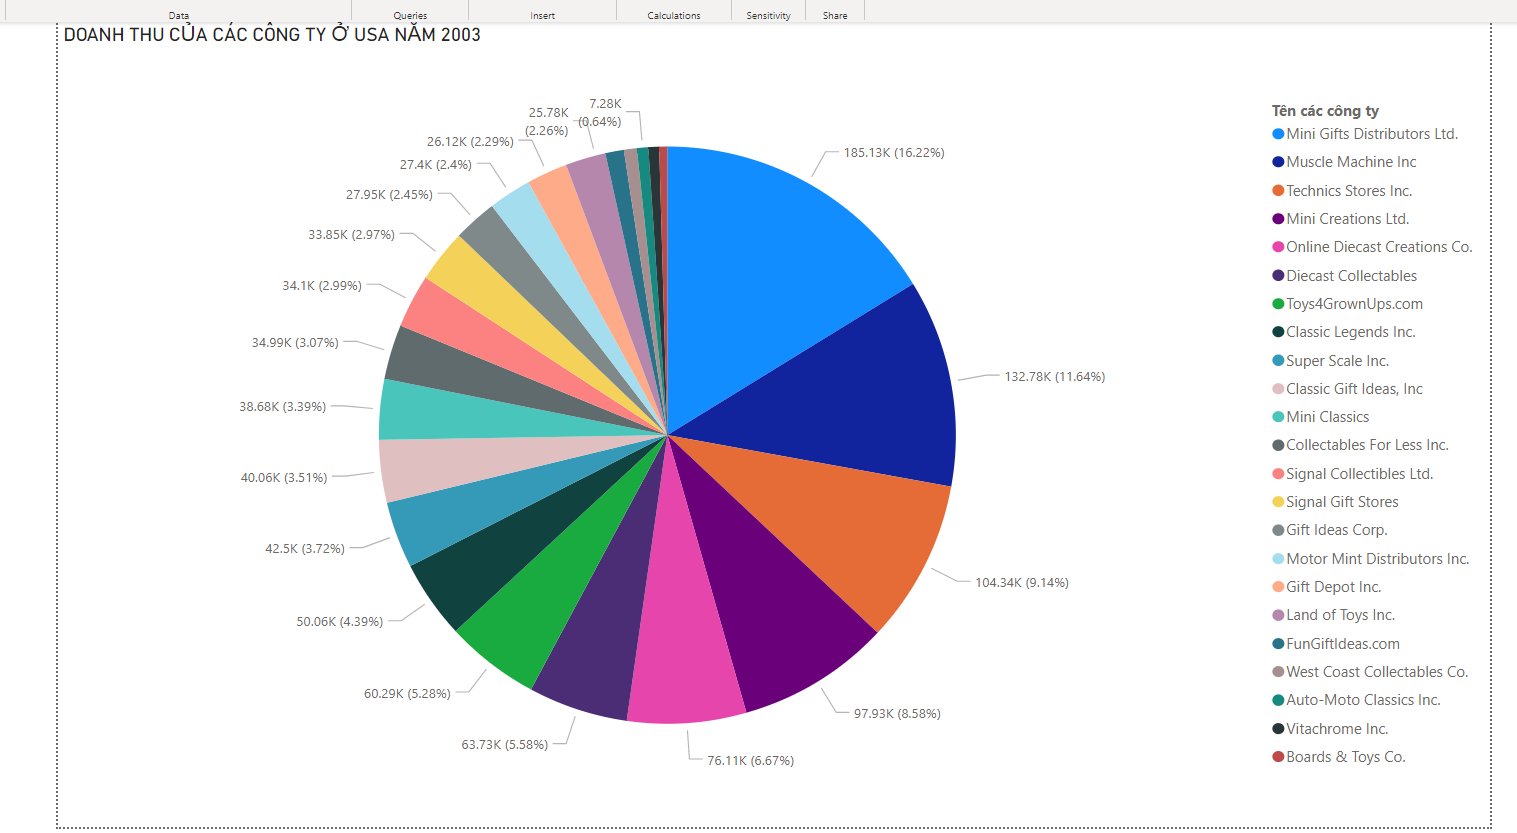 Data
Queries
Insert
Calculations
Sensitivity
Share
DOANH THU CỦA CÁC CÔNG TY Ở USA NĂM 2003
185.13K (16.22%)
132.78K (11.64%)
104.34K (9.14%)
97.93K (8.58%)
76.11K (6.67%)
63.73K (5.58%)
60.29K (5.28%)
50.06K (4.39%)
42.5K (3.72%)
40.06K (3.51%)
38.68K (3.39%)
34.99K (3.07%)
34.1K (2.99%)
33.85K (2.97%)
27.95K (2.45%)
27.4K (2.4%)
26.12K (2.29%)
25.78K
(2.26%)
7.28K
(0.64%)
Tên các công ty
Mini Gifts Distributors Ltd.
Muscle Machine Inc
Technics Stores Inc.
Mini Creations Ltd.
Online Diecast Creations Co.
Diecast Collectables
Toys4GrownUps.com
Classic Legends Inc.
Super Scale Inc.
Classic Gift Ideas, Inc
Mini Classics
Collectables For Less Inc.
Signal Collectibles Ltd.
Signal Gift Stores
Gift Ideas Corp.
Motor Mint Distributors Inc.
Gift Depot Inc.
Land of Toys Inc.
FunGiftIdeas.com
West Coast Collectables Co.
Auto-Moto Classics Inc.
Vitachrome Inc.
Boards & Toys Co.